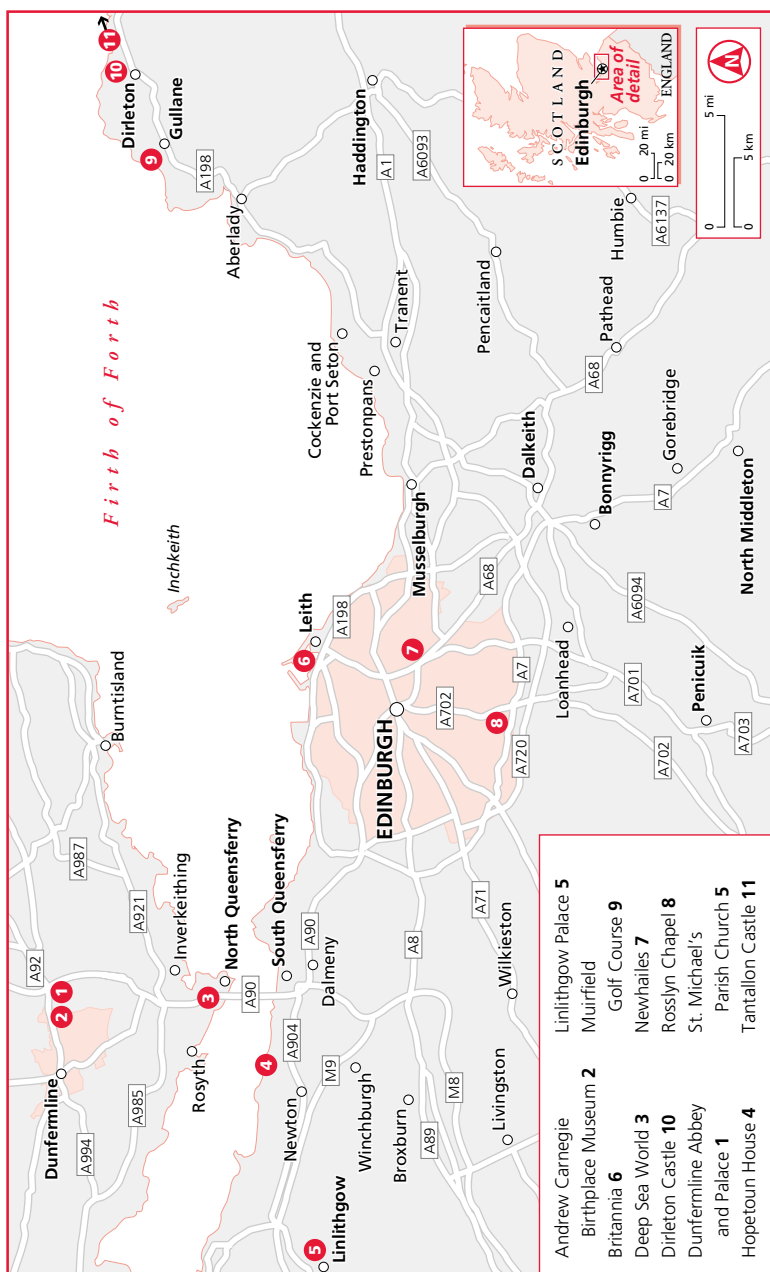 Firth of Forth
Inchkeith
Dunfermline
A994
A985
A92
2
1
A987
A921
Burntisland
Inverkeithing
Rosyth
3
North Queensferry
A90
4
A904
South Queensferry
Dalmeny
A90
Newton
M9
Winchburgh
Broxburn
A89
M8
Livingston
5
Linlithgow
A8
A71
Wilkieston
6
Leith
A198
EDINBURGH
7
A702
8
A720
A7
A68
Musselburgh
Prestonpans
Cockenzie and
Port Seton
Tranent
Aberlady
A198
9
Gullane
Dirleton
10
11
Haddington
A1
A6093
Pencaitland
Humbie
A6137
Pathead
A68
Dalkeith
Bonnyrigg
Gorebridge
A7
North Middleton
A6094
Loanhead
A701
A702
Penicuik
A703
Andrew Carnegie
Birthplace Museum 2
Britannia 6
Deep Sea World 3
Dirleton Castle 10
Dunfermline Abbey
and Palace 1
Hopetoun House 4
Linlithgow Palace 5
Muirfield
Golf Course 9
Newhailes 7
Rosslyn Chapel 8
St. Michael's
Parish Church 5
Tantallon Castle 11
SCOTLAND
Edinburgh
Area of
detail
ENGLAND
0 20 mi
0 20 km
0 5 mi
0 5 km
N